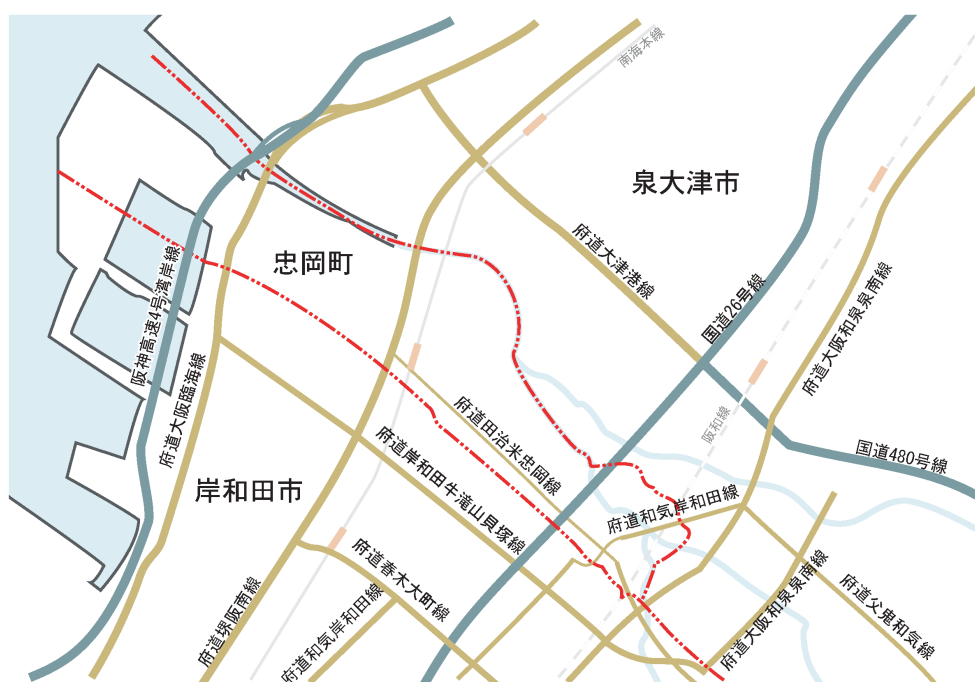 南海本線
泉大津市
忠岡町
府道大津港線
国道26号線
府道大阪和泉泉南線
阪神高速4号湾岸線
府道大阪臨海線
阪和線
府道田治米忠岡線
国道480号線
府道岸和田牛滝山貝塚線
岸和田市
府道和気岸和田線
府道春木大町線
府道堺阪南線
府道和気岸和田線
府道大阪和泉泉南線
府道父鬼和気線